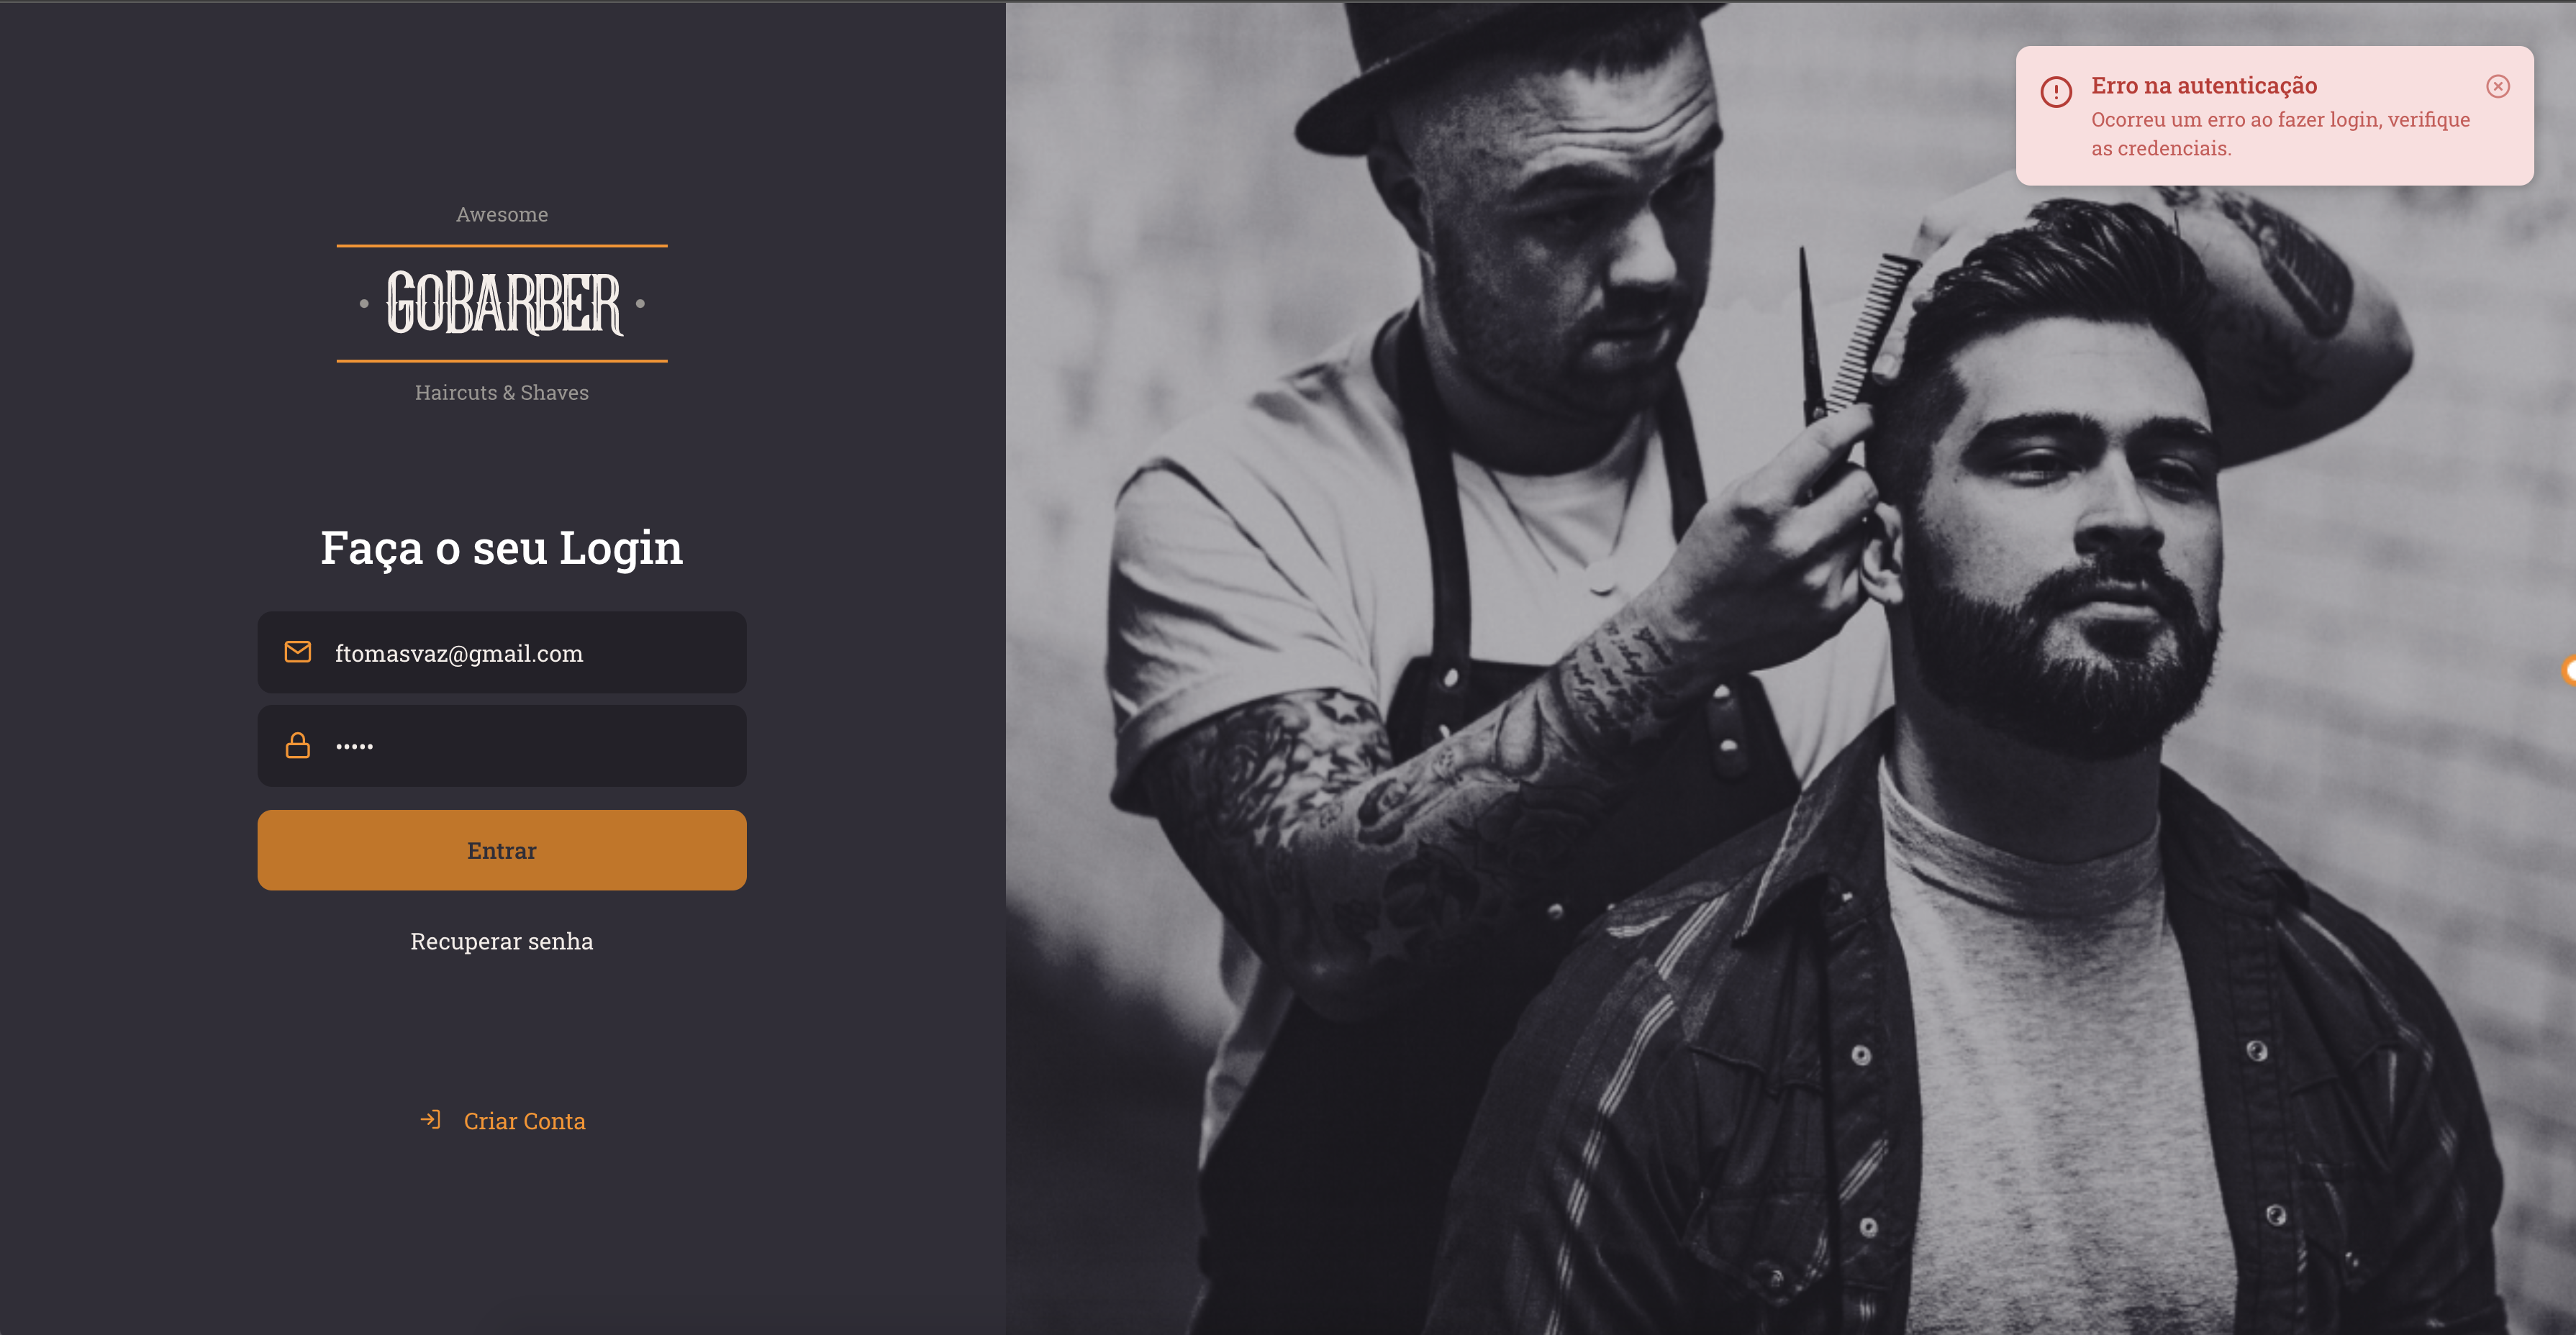 Awesome
GOBARBER
Haircuts & Shaves
Faça o seu Login
ftomasvaz@gmail.com
•••••
Entrar
Recuperar senha
Criar Conta
Erro na autenticação
Ocorreu um erro ao fazer login, verifique
as credenciais.